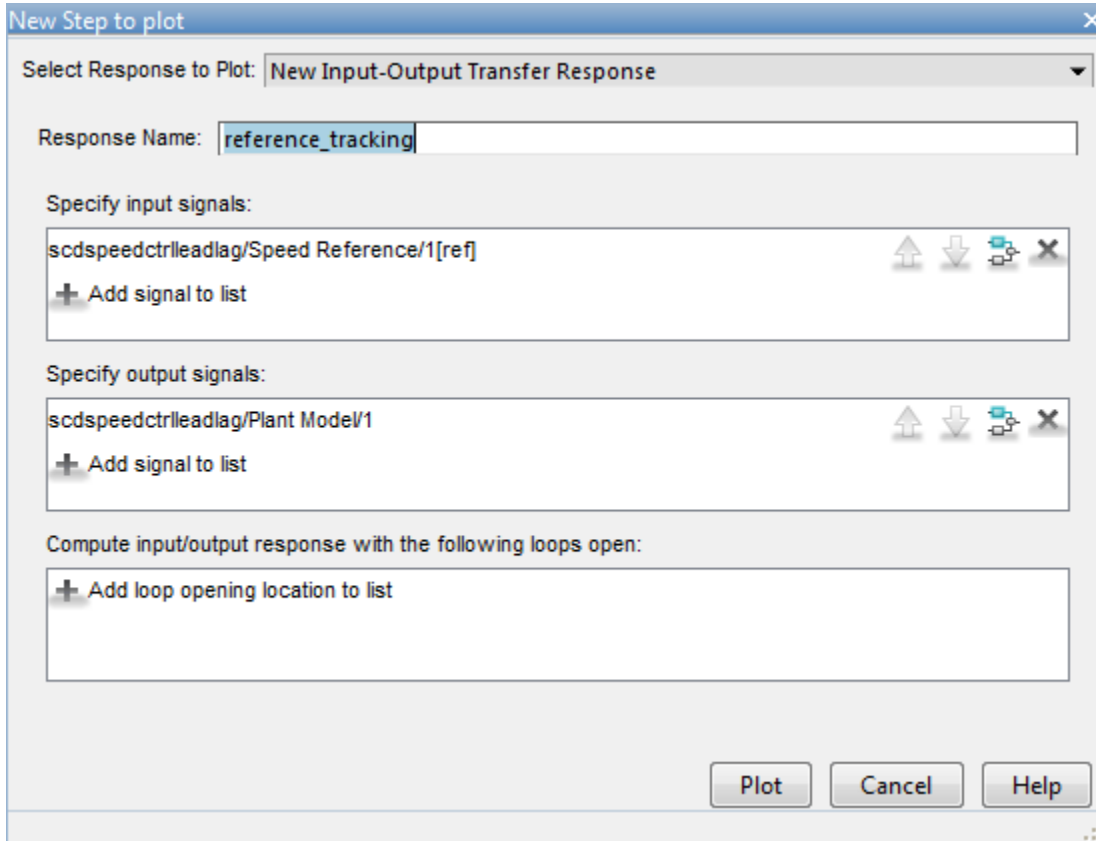 New Step to plot
Select Response to Plot: New Input-Output Transfer Response
Response Name: reference_tracking
Specify input signals:
scdspeedctrlleadlag/Speed Reference/1[ref]
Add signal to list
Specify output signals:
scdspeedctrlleadlag/Plant Model/1
Add signal to list
Compute input/output response with the following loops open:
Add loop opening location to list
Plot Cancel Help